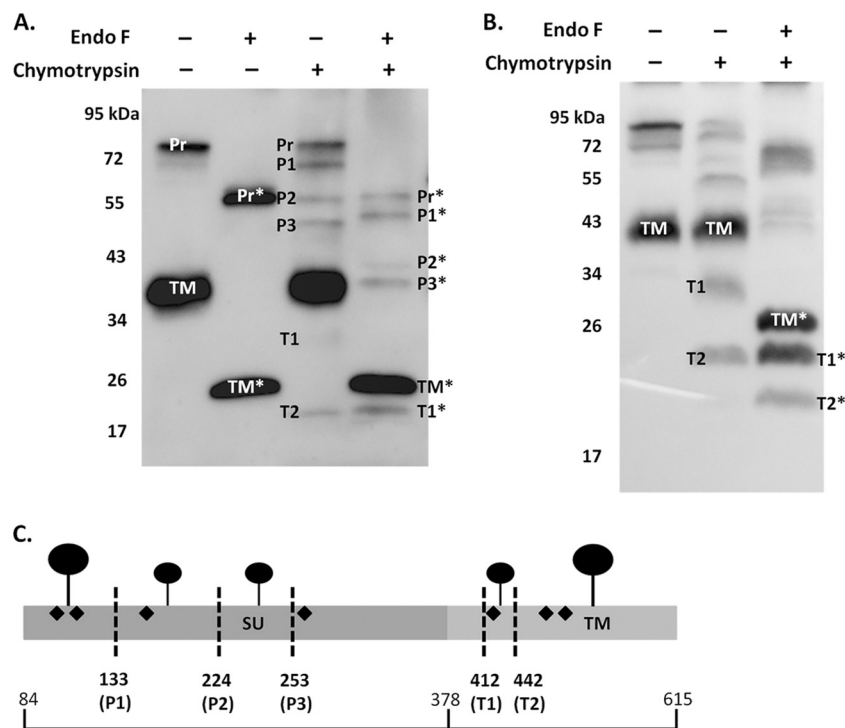 A.
Endo F – + – +
Chymotrypsin – – + +
95 kDa
72
55
43
34
26
17
Pr
TM
Pr*
TM*
Pr
P1
P2
P3
T1
T2
Pr*
P1*
P2*
P3*
TM*
T1*
B.
Endo F – – +
Chymotrypsin – + +
95 kDa
72
55
43
34
26
17
TM
TM
T1
T2
TM*
T1*
T2*
C.
SU
TM
133 224 253 412 442
(P1) (P2) (P3) (T1) (T2)
84 378 615